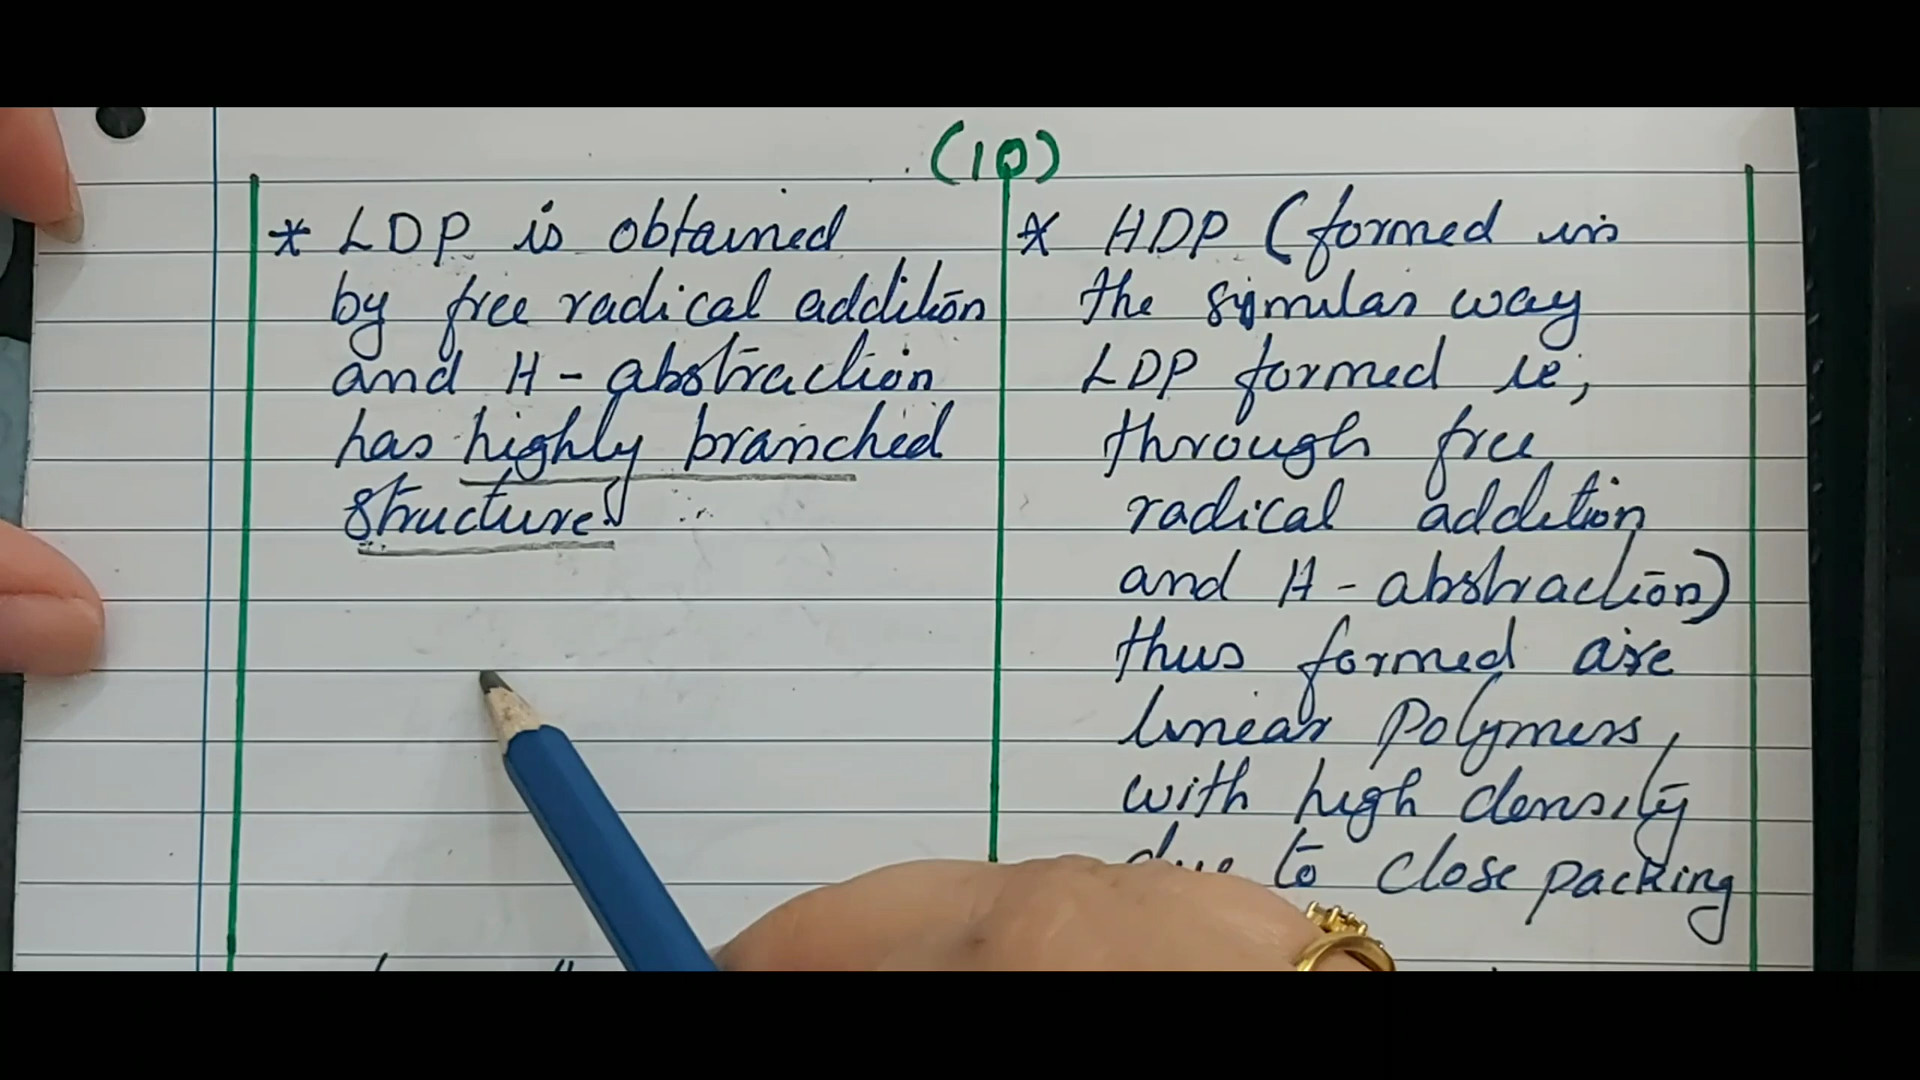 (10)
* LDP is obtained
by free radical addition
and H - abstraction
has highly branched
structure.
* HDP (formed in
the similar way
LDP formed ie,
through free
radical addition
and H - abstraction)
thus formed are
linear polymers,
with high density
due to close packing